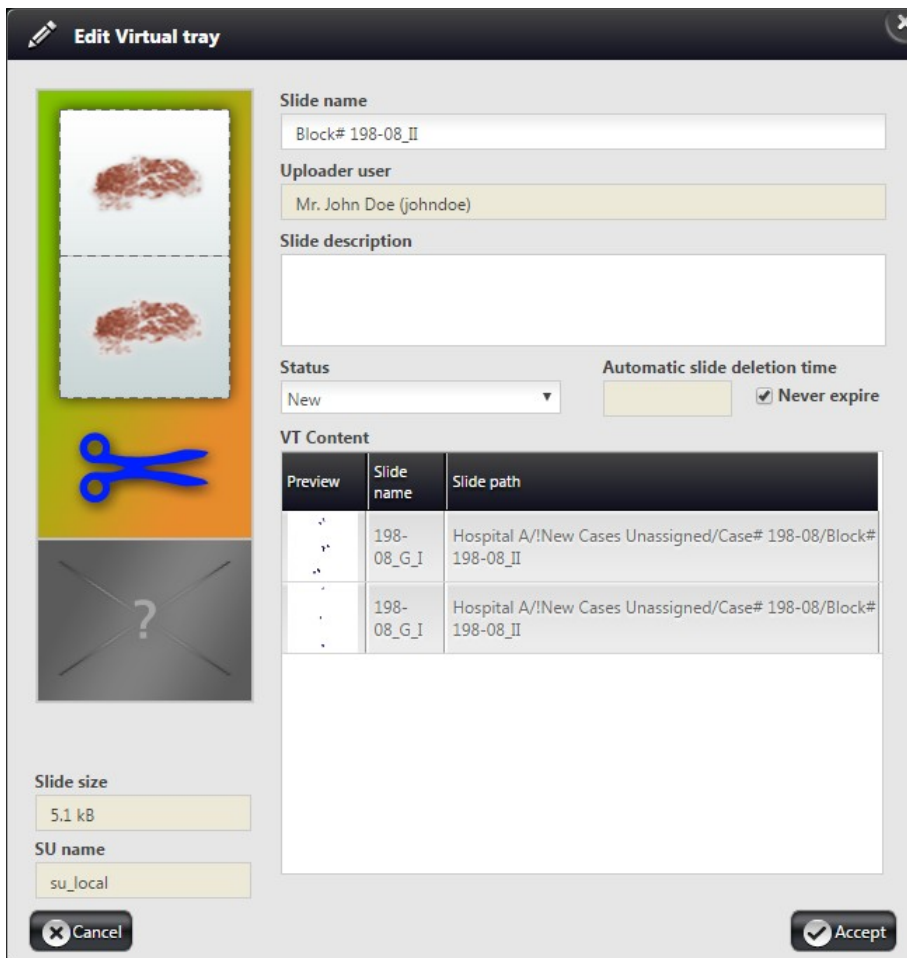 Edit Virtual tray
Slide name
Block# 198-08_II
Uploader user
Mr. John Doe (johndoe)
Slide description
Status
Automatic slide deletion time
New
Never expire
VT Content
Preview
Slide
name
Slide path
198-
08_G_I
Hospital A/!New Cases Unassigned/Case# 198-08/Block#
198-08_II
198-
08_G_I
Hospital A/!New Cases Unassigned/Case# 198-08/Block#
198-08_II
?
Slide size
5.1 kB
SU name
su_local
Cancel
Accept